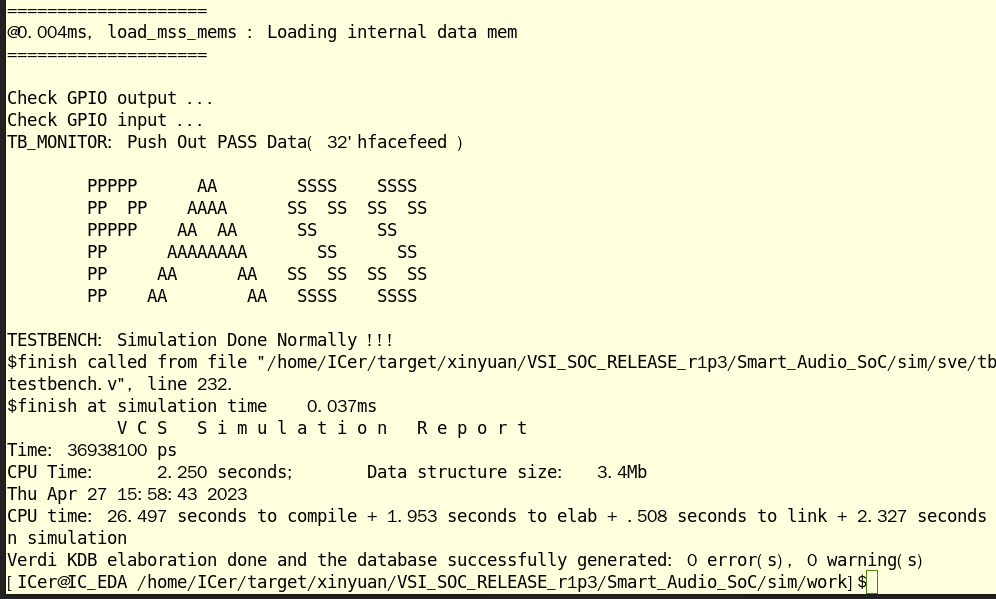 ====================
@0.004ms, load_mss_mems : Loading internal data mem
====================
Check GPIO output ...
Check GPIO input ...
TB_MONITOR: Push Out PASS Data( 32'hfacefeed )
        PPPPP      AA        SSSS    SSSS
        PP  PP    AAAA      SS  SS  SS  SS
        PPPPP    AA  AA      SS      SS
        PP      AAAAAAAA       SS      SS
        PP     AA      AA   SS  SS  SS  SS
        PP    AA        AA   SSSS    SSSS
TESTBENCH: Simulation Done Normally !!!
$finish called from file "/home/ICer/target/xinyuan/VSI_SOC_RELEASE_r1p3/Smart_Audio_SoC/sim/sve/tb
testbench.v", line 232.
$finish at simulation time    0.037ms
           V C S   S i m u l a t i o n   R e p o r t
Time: 36938100 ps
CPU Time:      2.250 seconds;       Data structure size:   3.4Mb
Thu Apr 27 15:58:43 2023
CPU time: 26.497 seconds to compile + 1.953 seconds to elab + .508 seconds to link + 2.327 seconds
n simulation
Verdi KDB elaboration done and the database successfully generated: 0 error(s), 0 warning(s)
[ICer@IC_EDA /home/ICer/target/xinyuan/VSI_SOC_RELEASE_r1p3/Smart_Audio_SoC/sim/work]$